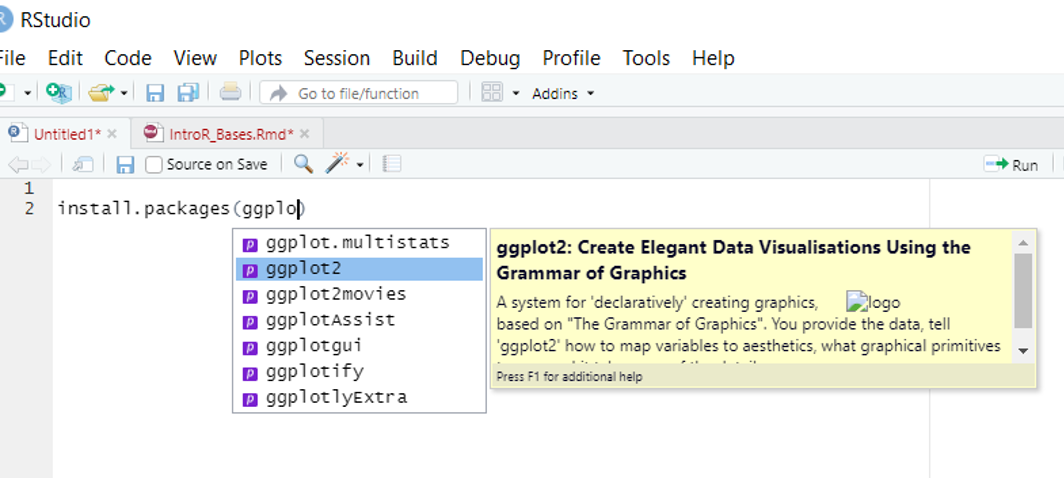 R RStudio
File Edit Code View Plots Session Build Debug Profile Tools Help
Go to file/function Addins
Untitled1* IntroR_Bases.Rmd*
Source on Save Run
1
2 install.packages(ggplo)
ggplot.multistats
ggplot2
ggplot2movies
ggplotAssist
ggplotgui
ggplotify
ggplotlyExtra
ggplot2: Create Elegant Data Visualisations Using the
Grammar of Graphics
A system for 'declaratively' creating graphics, logo
based on "The Grammar of Graphics". You provide the data, tell
'ggplot2' how to map variables to aesthetics, what graphical primitives
Press F1 for additional help